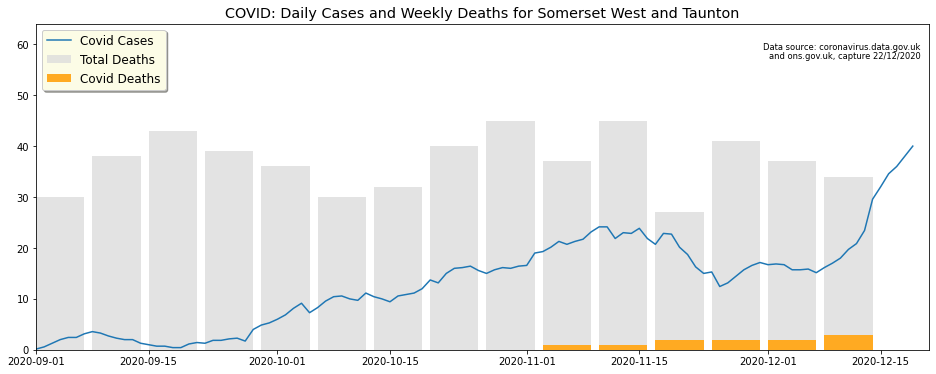 COVID: Daily Cases and Weekly Deaths for Somerset West and Taunton
Covid Cases
Total Deaths
Covid Deaths
Data source: coronavirus.data.gov.uk
and ons.gov.uk, capture 22/12/2020
60
50
40
30
20
10
0
2020-09-01 2020-09-15 2020-10-01 2020-10-15 2020-11-01 2020-11-15 2020-12-01 2020-12-15